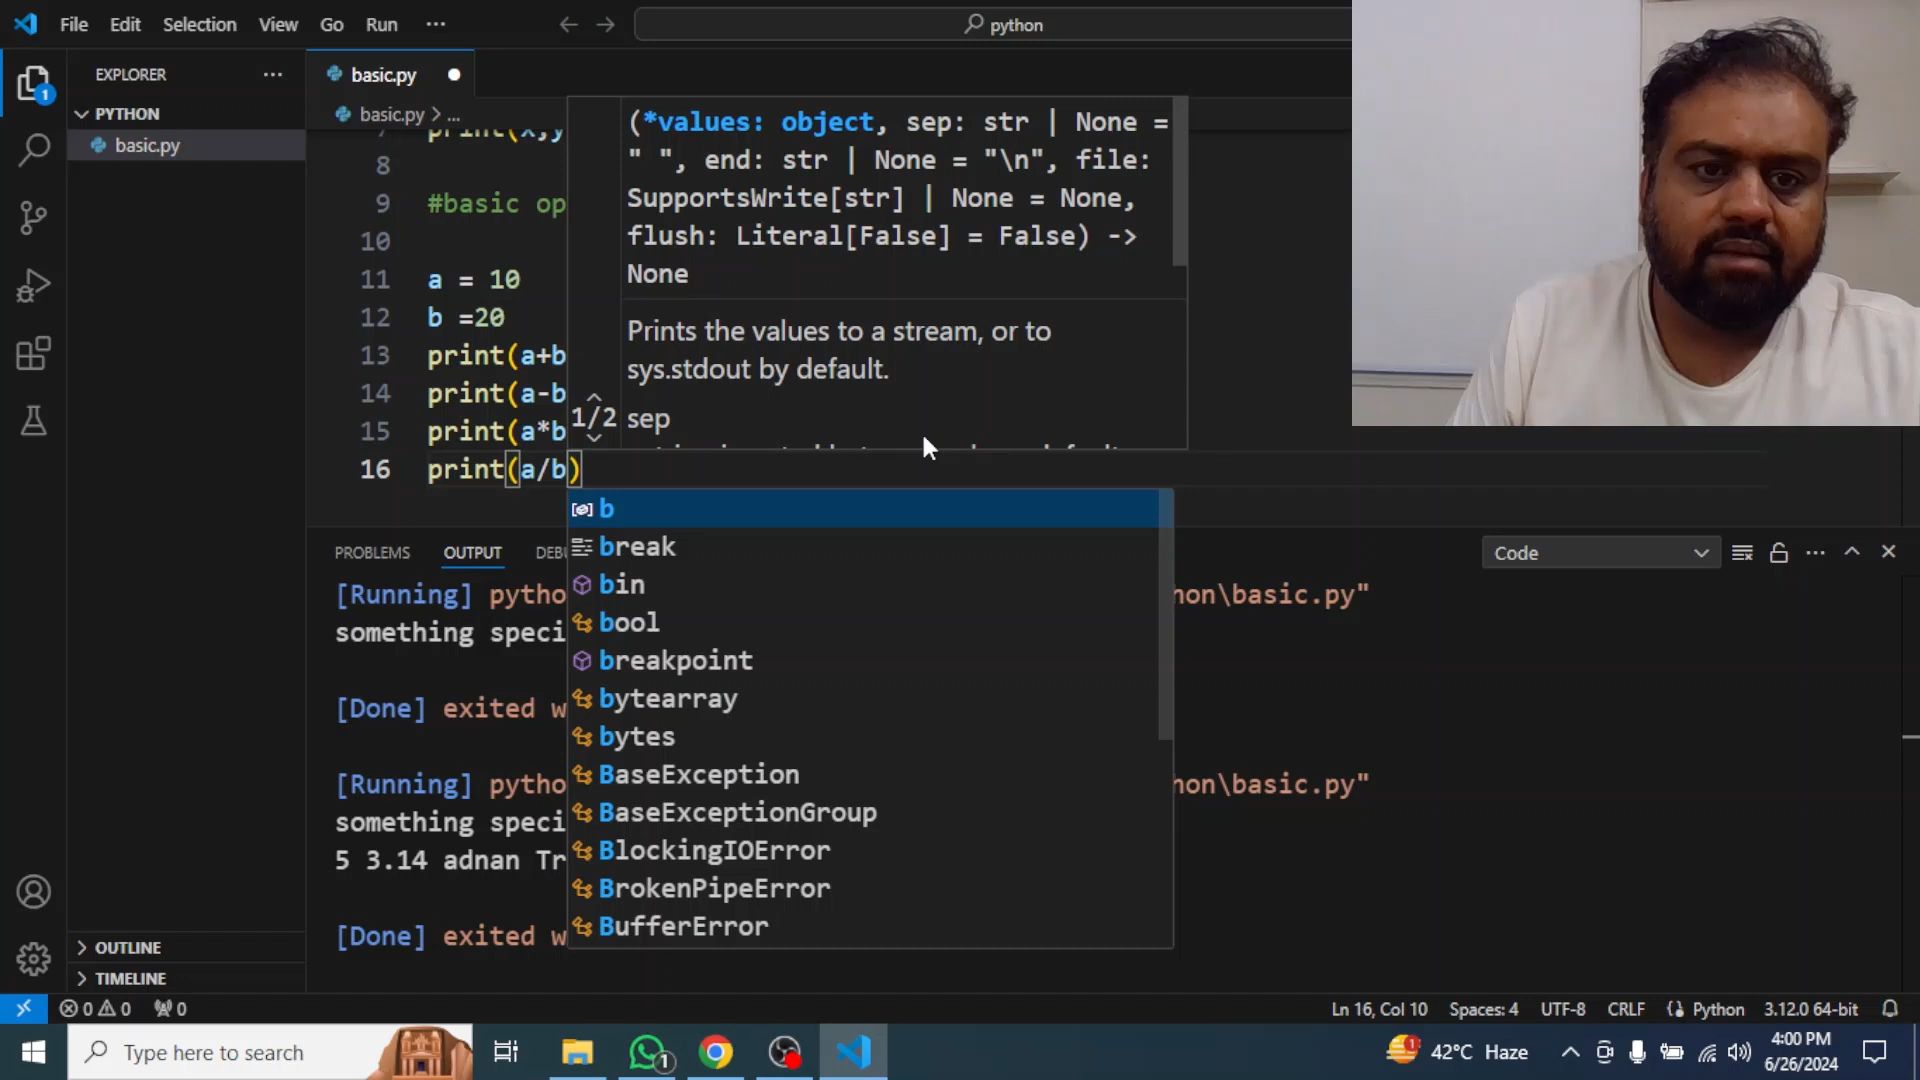 File Edit Selection View Go Run ···
python
EXPLORER ···
PYTHON
basic.py
basic.py
basic.py > ...
8
9 #basic op
10
11 a = 10
12 b =20
13 print(a+b
14 print(a-b
15 print(a*b
16 print(a/b)
(*values: object, sep: str | None =
" ", end: str | None = "\n", file:
SupportsWrite[str] | None = None,
flush: Literal[False] = False) ->
None
Prints the values to a stream, or to
sys.stdout by default.
1/2
sep
b
break
bin
bool
breakpoint
bytearray
bytes
BaseException
BaseExceptionGroup
BlockingIOError
BrokenPipeError
BufferError
PROBLEMS OUTPUT DEBU
Code
[Running] pytho hon\basic.py"
something speci
[Done] exited w
[Running] pytho hon\basic.py"
something speci
5 3.14 adnan Tr
[Done] exited w
OUTLINE
TIMELINE
1
0 0 0
Ln 16, Col 10 Spaces: 4 UTF-8 CRLF Python 3.12.0 64-bit
Type here to search
1
1
42°C Haze
4:00 PM
6/26/2024